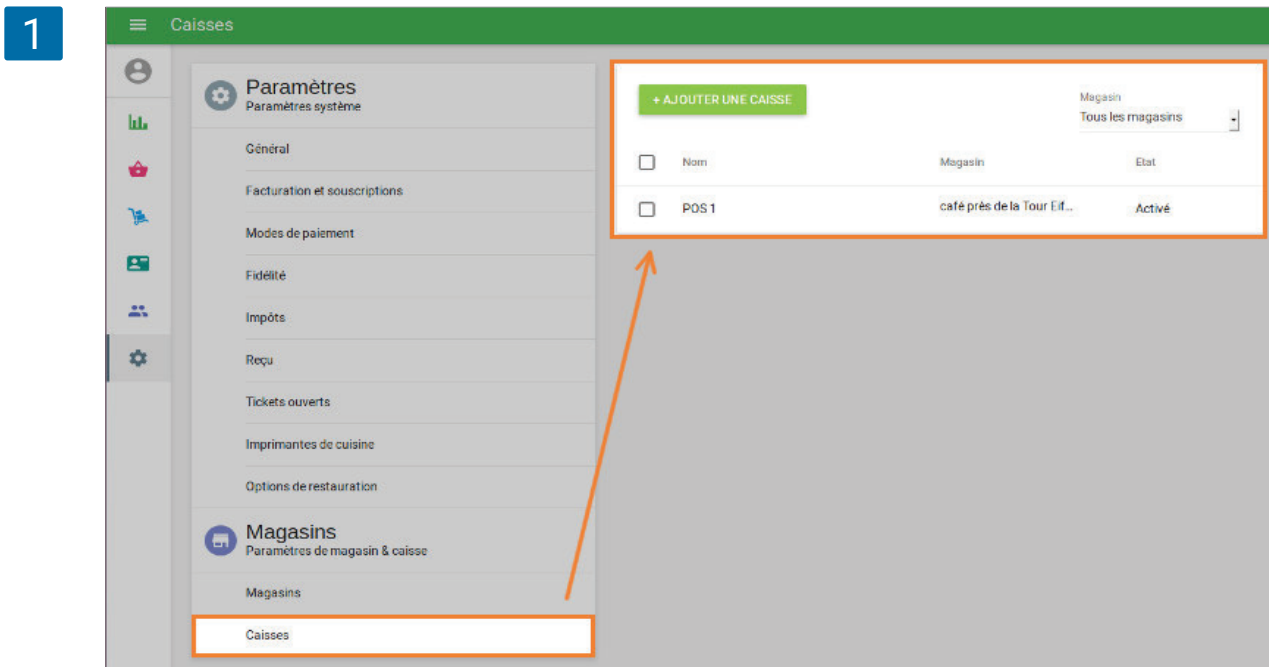 1
Caisses
Paramètres
Paramètres système
Général
Facturation et souscriptions
Modes de paiement
Fidélité
Impôts
Reçu
Tickets ouverts
Imprimantes de cuisine
Options de restauration
Magasins
Paramètres de magasin & caisse
Magasins
Caisses
+ AJOUTER UNE CAISSE
Magasin
Tous les magasins
Nom Magasin Etat
POS 1 café près de la Tour Eif... Activé